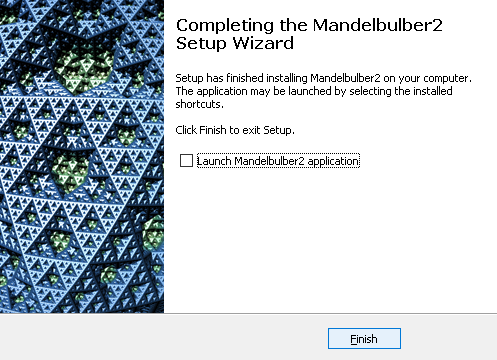 Completing the Mandelbulber2
Setup Wizard
Setup has finished installing Mandelbulber2 on your computer.
The application may be launched by selecting the installed
shortcuts.
Click Finish to exit Setup.
Launch Mandelbulber2 application
Finish